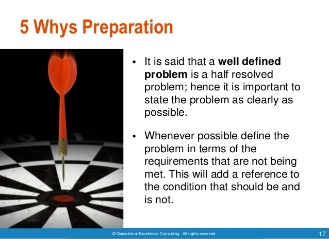 5 Whys Preparation
• It is said that a well defined
problem is a half resolved
problem; hence it is important to
state the problem as clearly as
possible.
• Whenever possible define the
problem in terms of the
requirements that are not being
met. This will add a reference to
the condition that should be and
is not.
© Operational Excellence Consulting. All rights reserved.
17